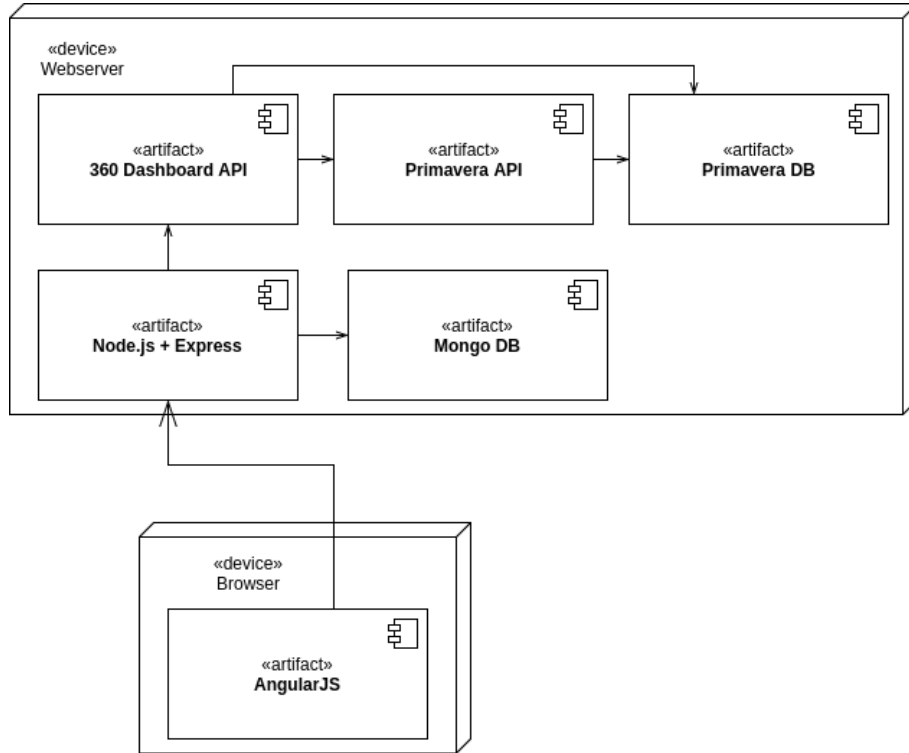 «device»
Webserver
«artifact»
360 Dashboard API
«artifact»
Primavera API
«artifact»
Primavera DB
«artifact»
Node.js + Express
«artifact»
Mongo DB
«device»
Browser
«artifact»
AngularJS